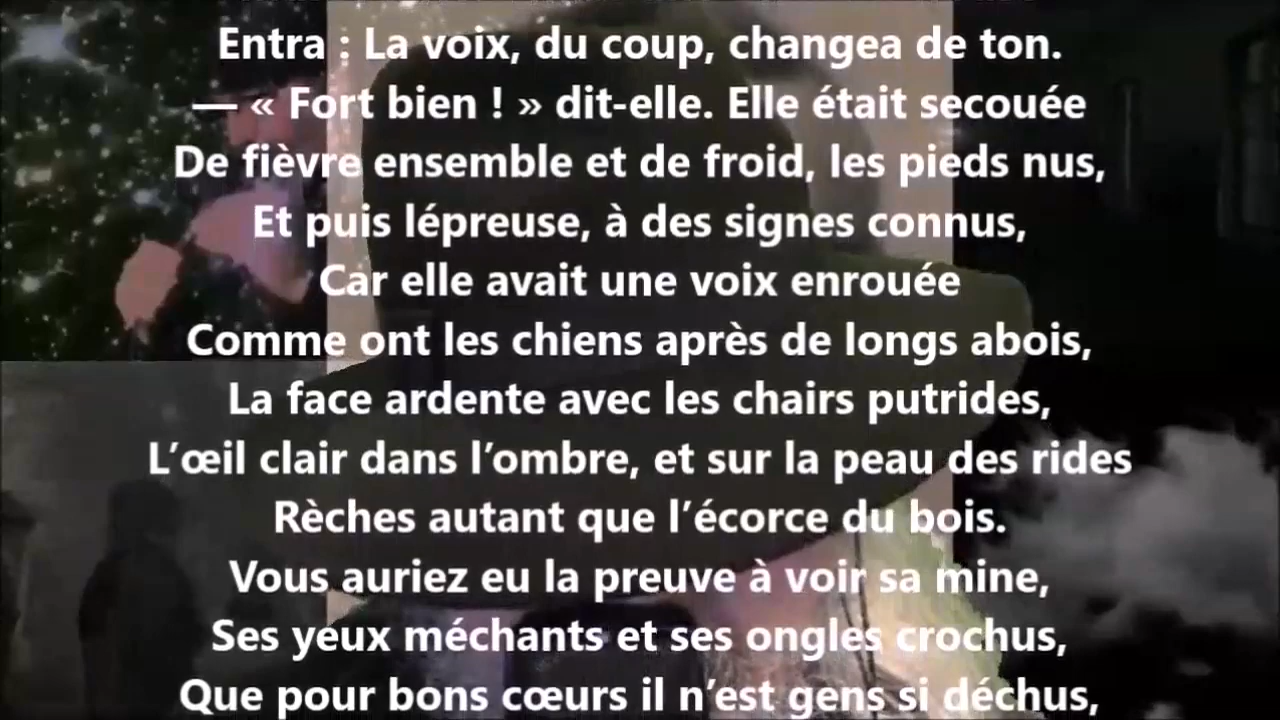 Entra : La voix, du coup, changea de ton.
— « Fort bien ! » dit-elle. Elle était secouée
De fièvre ensemble et de froid, les pieds nus,
Et puis lépreuse, à des signes connus,
Car elle avait une voix enrouée
Comme ont les chiens après de longs abois,
La face ardente avec les chairs putrides,
L’œil clair dans l’ombre, et sur la peau des rides
Rèches autant que l’écorce du bois.
Vous auriez eu la preuve à voir sa mine,
Ses yeux méchants et ses ongles crochus,
Que pour bons cœurs il n’est gens si déchus,